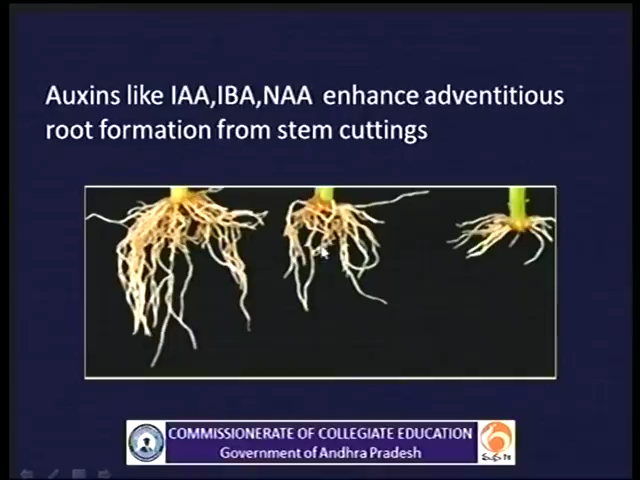 Auxins like IAA,IBA,NAA enhance adventitious
root formation from stem cuttings
COMMISSIONERATE OF COLLEGIATE EDUCATION
Government of Andhra Pradesh